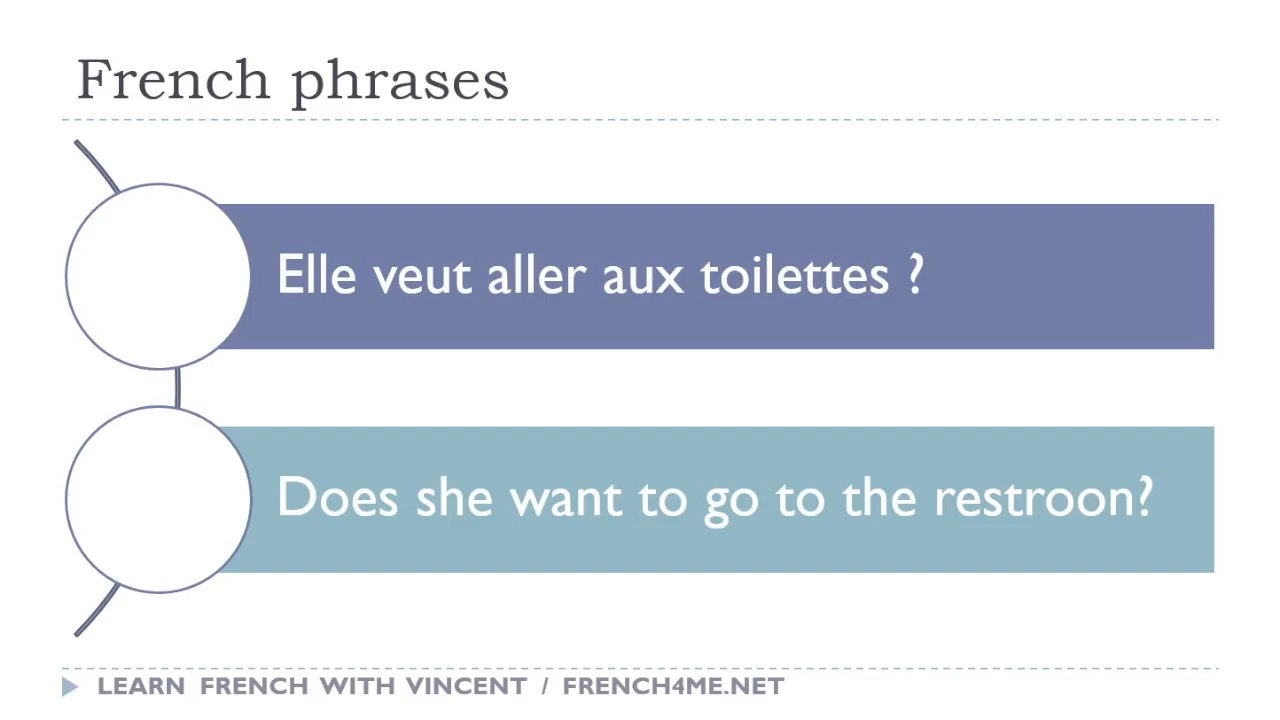 French phrases
Elle veut aller aux toilettes ?
Does she want to go to the restroon?
LEARN FRENCH WITH VINCENT / FRENCH4ME.NET